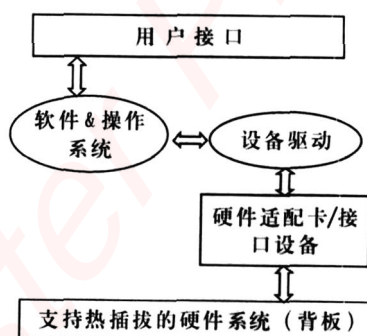 用户接口
软件&操作
系统
设备驱动
硬件适配卡/接
口设备
支持热插拔的硬件系统（背板）